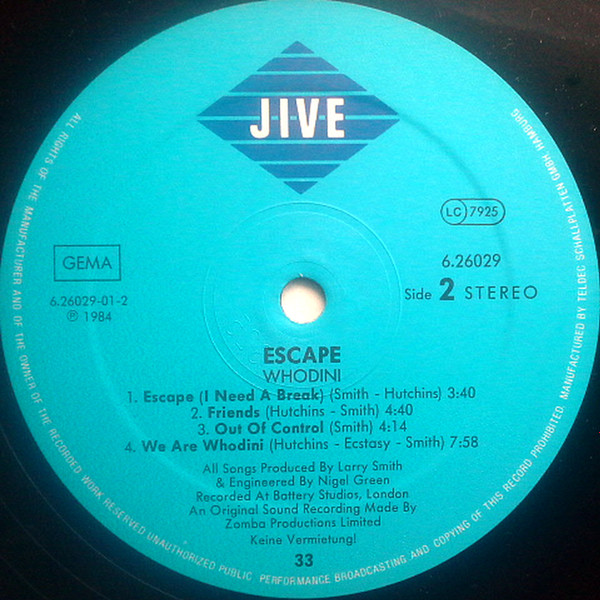 JIVE
LC 7925
GEMA
6.26029
6.26029-01-2
Side 2 STEREO
℗ 1984
ESCAPE
WHODINI
1. Escape (I Need A Break) (Smith - Hutchins) 3:40
2. Friends (Hutchins - Smith) 4:40
3. Out Of Control (Smith) 4:14
4. We Are Whodini (Hutchins - Ecstasy - Smith) 7:58
All Songs Produced By Larry Smith
& Engineered By Nigel Green
Recorded At Battery Studios, London
An Original Sound Recording Made By
Zomba Productions Limited
Keine Vermietung!
33
ALL RIGHTS OF THE MANUFACTURER AND OF THE OWNER OF THE RECORDED WORK RESERVED UNAUTHORIZED PUBLIC PERFORMANCE BROADCASTING AND COPYING OF THIS RECORD PROHIBITED. MANUFACTURED BY TELDEC SCHALLPLATTEN GMBH, HAMBURG